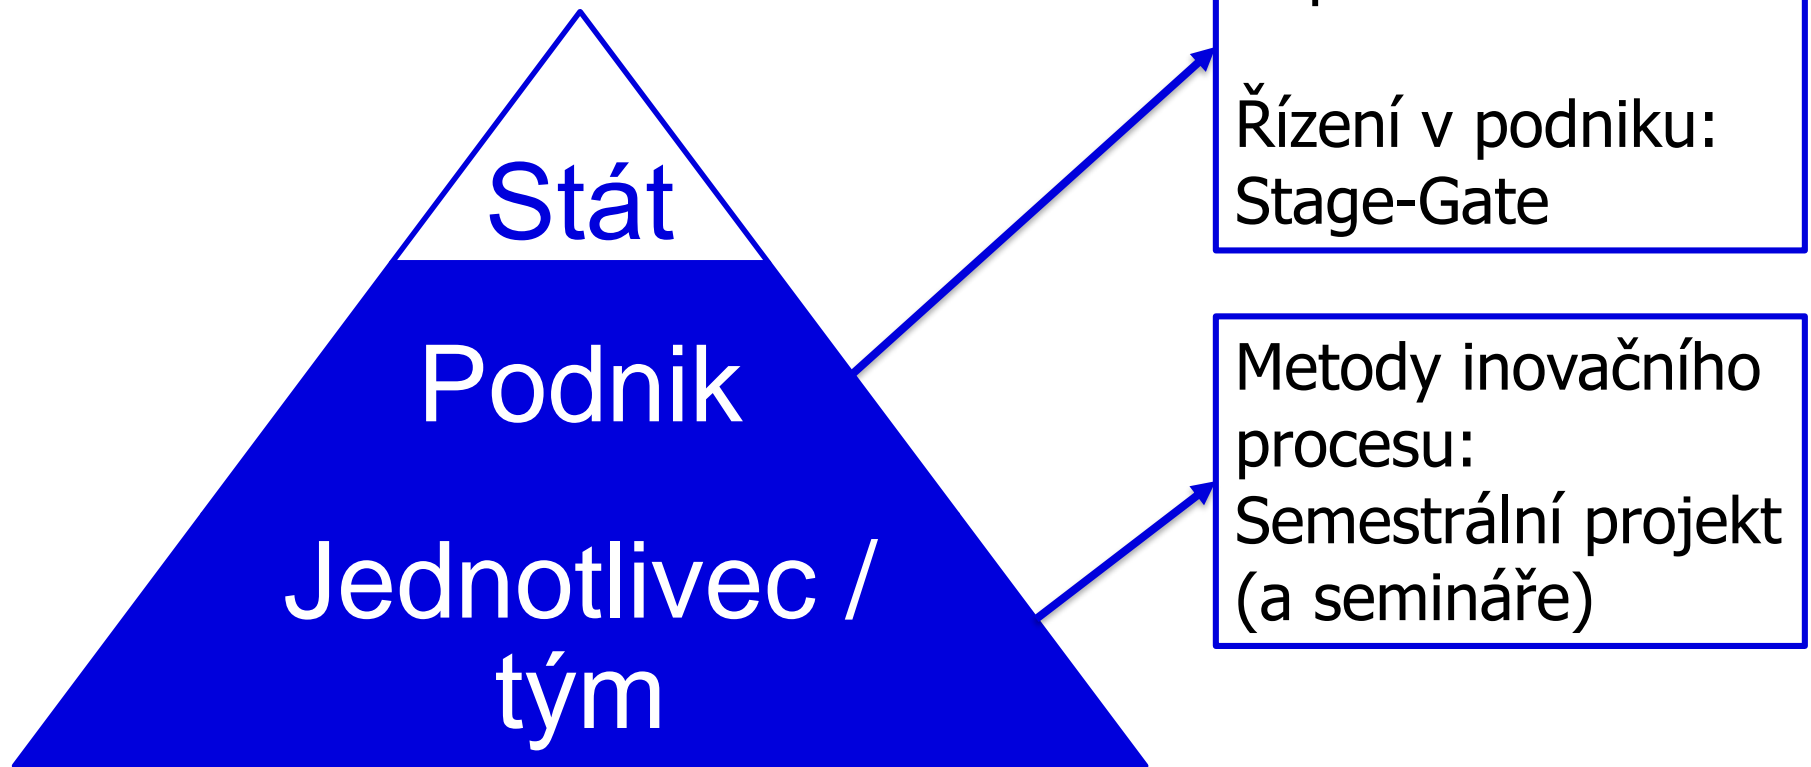 Stát
Podnik
Jednotlivec /
tým
Řízení v podniku:
Stage-Gate
Metody inovačního
procesu:
Semestrální projekt
(a semináře)